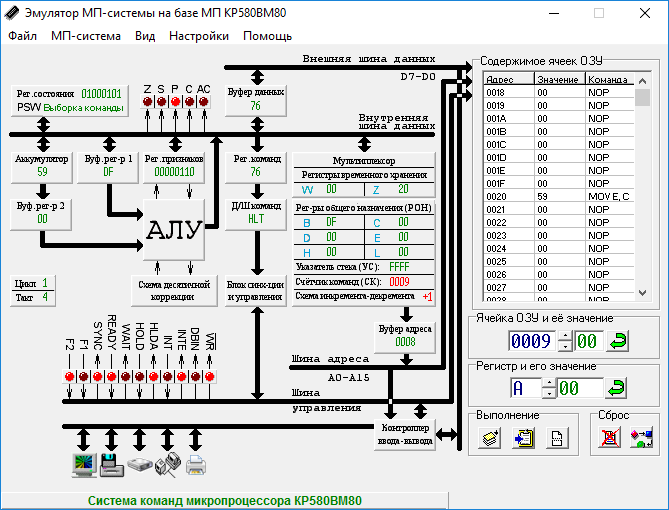 Эмулятор МП-системы на базе МП КР580ВМ80
Файл МП-система Вид Настройки Помощь
Внешняя шина данных
D7-D0
Рег.состояния 01000101
PSW Выборка команды
Z S P C AC
Буфер данных
76
Внутренняя
шина данных
Аккумулятор
59
Буф.рег-р 1
0F
Рег.признаков
00000110
Рег.команд
76
Мультиплексор
Регистры временного хранения
W 00 Z 20
Буф.рег-р 2
00
АЛУ
Д/Ш команд
HLT
Рег-ры общего назначения (РОН)
B 0F C 00
D 00 E 00
H 00 L 00
Указатель стека (УС): FFFF
Счётчик команд (СК): 0009
Схема инкремента-декремента +1
Цикл 1
Такт 4
Схема десятичной
коррекции
Блок синх-ции
и управления
Буфер адреса
0008
F2 F1 SYNC READY WAIT HOLD HLDA INT INTE DBIN WR
Шина адреса
A0-A15
Шина
управления
Контроллер
ввода-вывода
Содержимое ячеек ОЗУ
Адрес Значение Команда
0018 00 NOP
0019 00 NOP
001A 00 NOP
001B 00 NOP
001C 00 NOP
001D 00 NOP
001E 00 NOP
001F 00 NOP
0020 59 MOV E, C
0021 00 NOP
0022 00 NOP
0023 00 NOP
0024 00 NOP
0025 00 NOP
0026 00 NOP
0027 00 NOP
0028 00 NOP
Ячейка ОЗУ и её значение
0009 00
Регистр и его значение
A 00
Выполнение
Сброс
Система команд микропроцессора КР580ВМ80